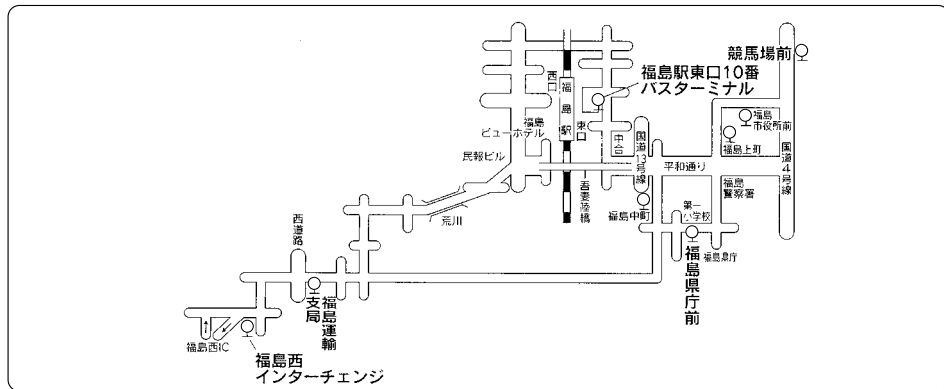 競馬場前
福島駅東口10番
バスターミナル
西口
福島駅
東口
福島
ビューホテル
民報ビル
中合
国道13号線
平和通り
福島
市役所前
福島上町
国道4号線
福島
警察署
吾妻陸橋
福島中町
第一
小学校
福島県庁
福島県庁前
荒川
西道路
福島運輸
支局
福島西IC
福島西
インターチェンジ